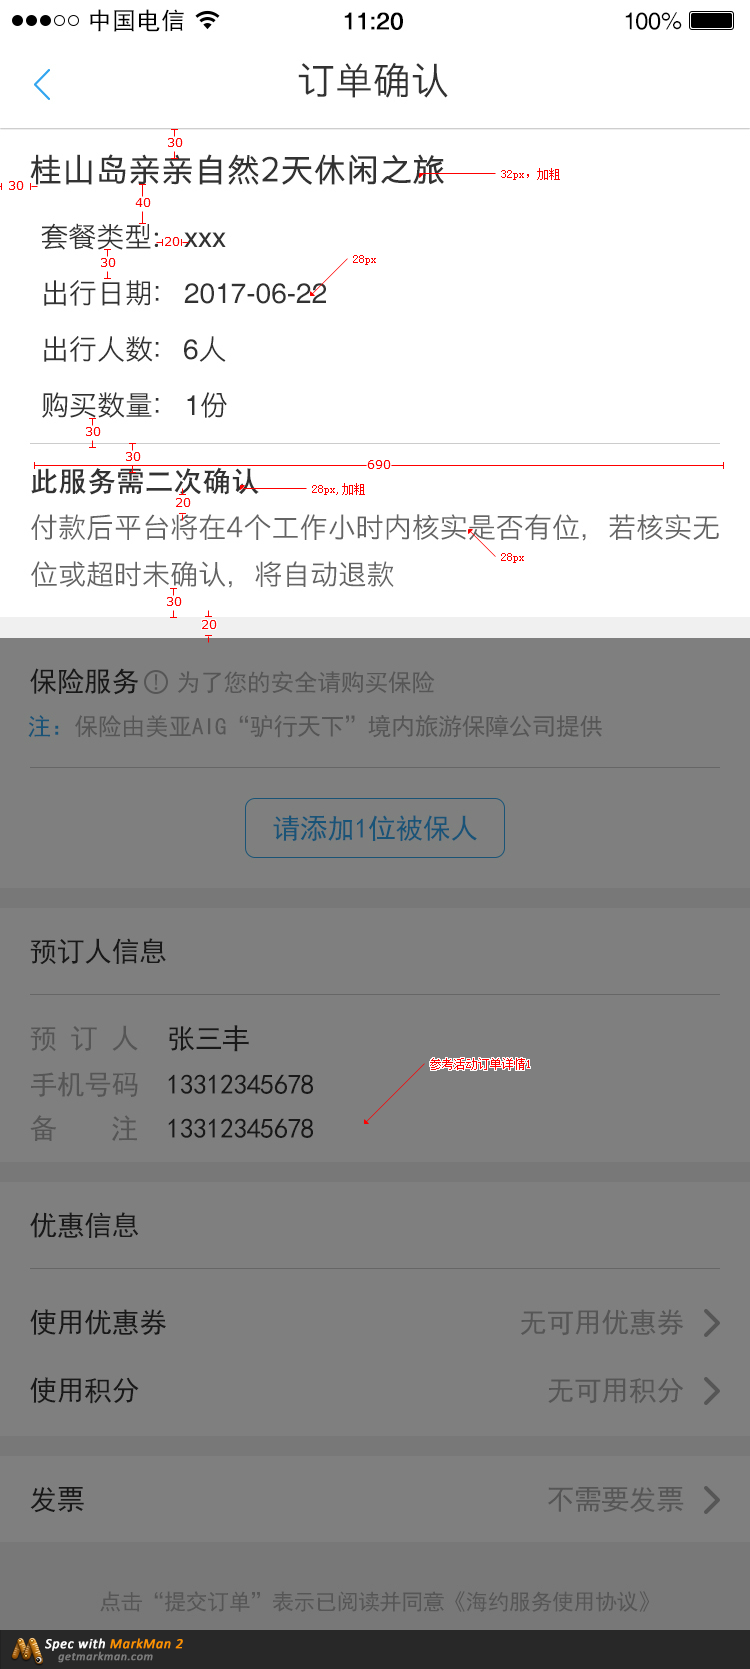 中国电信 11:20 100%
订单确认
30
桂山岛亲亲自然2天休闲之旅 32px，加粗
30
40
套餐类型: 20 xxx
30 28px
出行日期: 2017-06-22
出行人数: 6人
购买数量: 1份
30
30 690
此服务需二次确认 28px,加粗
20
付款后平台将在4个工作小时内核实是否有位，若核实无
28px
位或超时未确认，将自动退款
30
20
保险服务 ! 为了您的安全请购买保险
注：保险由美亚AIG“驴行天下”境内旅游保障公司提供
请添加1位被保人
预订人信息
预 订 人 张三丰
参考活动订单详情1
手机号码 13312345678
备 注 13312345678
优惠信息
使用优惠券 无可用优惠券
使用积分 无可用积分
发票 不需要发票
点击“提交订单”表示已阅读并同意《海约服务使用协议》
Spec with MarkMan 2
getmarkman.com